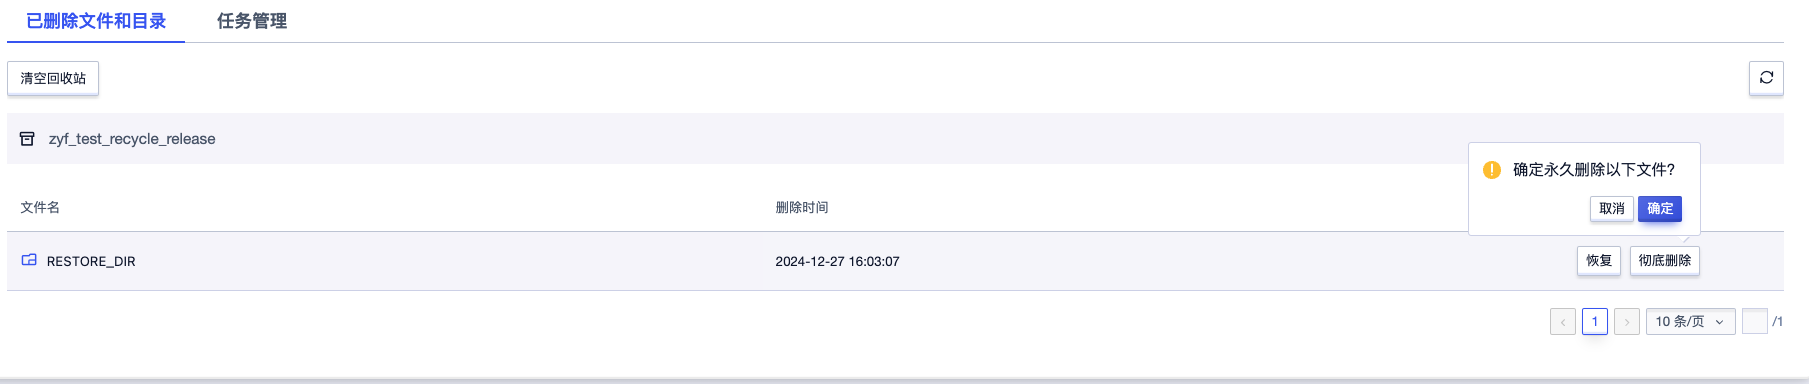 已删除文件和目录 任务管理
清空回收站
zyf_test_recycle_release
确定永久删除以下文件?
取消 确定
文件名 删除时间
RESTORE_DIR 2024-12-27 16:03:07 恢复 彻底删除
1 10 条/页 /1